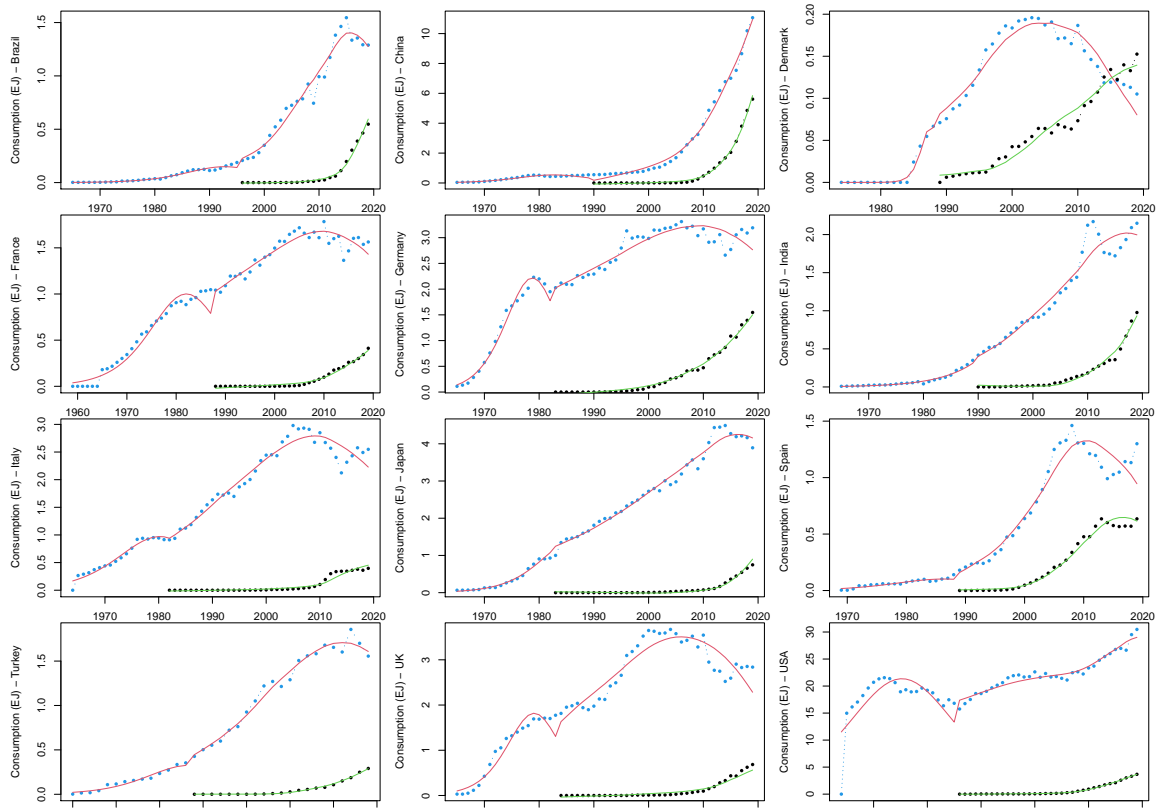 Consumption (EJ) – Brazil
0.0 0.5 1.0 1.5
1970 1980 1990 2000 2010 2020
Consumption (EJ) – China
0 2 4 6 8 10
1970 1980 1990 2000 2010 2020
Consumption (EJ) – Denmark
0.00 0.05 0.10 0.15 0.20
1980 1990 2000 2010 2020
Consumption (EJ) – France
0.0 0.5 1.0 1.5
1960 1970 1980 1990 2000 2010 2020
Consumption (EJ) – Germany
0.0 0.5 1.0 1.5 2.0 2.5 3.0
1970 1980 1990 2000 2010 2020
Consumption (EJ) – India
0.0 0.5 1.0 1.5 2.0
1970 1980 1990 2000 2010 2020
Consumption (EJ) – Italy
0.0 0.5 1.0 1.5 2.0 2.5 3.0
1970 1980 1990 2000 2010 2020
Consumption (EJ) – Japan
0 1 2 3 4
1970 1980 1990 2000 2010 2020
Consumption (EJ) – Spain
0.0 0.5 1.0 1.5
1970 1980 1990 2000 2010 2020
Consumption (EJ) – Turkey
0.0 0.5 1.0 1.5
Consumption (EJ) – UK
0 1 2 3
Consumption (EJ) – USA
0 5 10 15 20 25 30